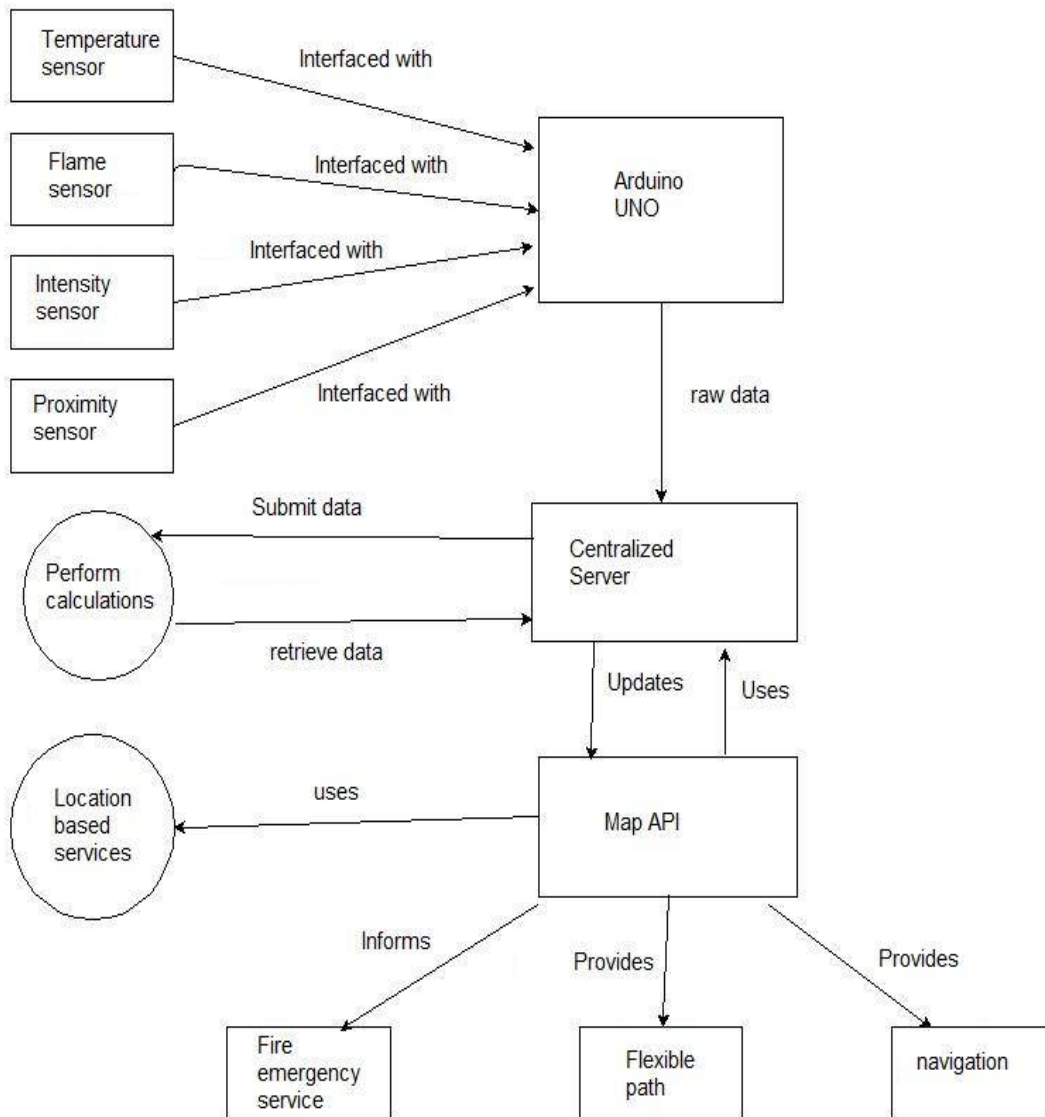 Temperature
sensor
Interfaced with
Flame
sensor
Interfaced with
Arduino
UNO
Interfaced with
Intensity
sensor
Proximity
sensor
Interfaced with
raw data
Submit data
Centralized
Server
Perform
calculations
retrieve data
Updates
Uses
uses
Location
based
services
Map API
Informs
Provides
Provides
Fire
emergency
service
Flexible
path
navigation